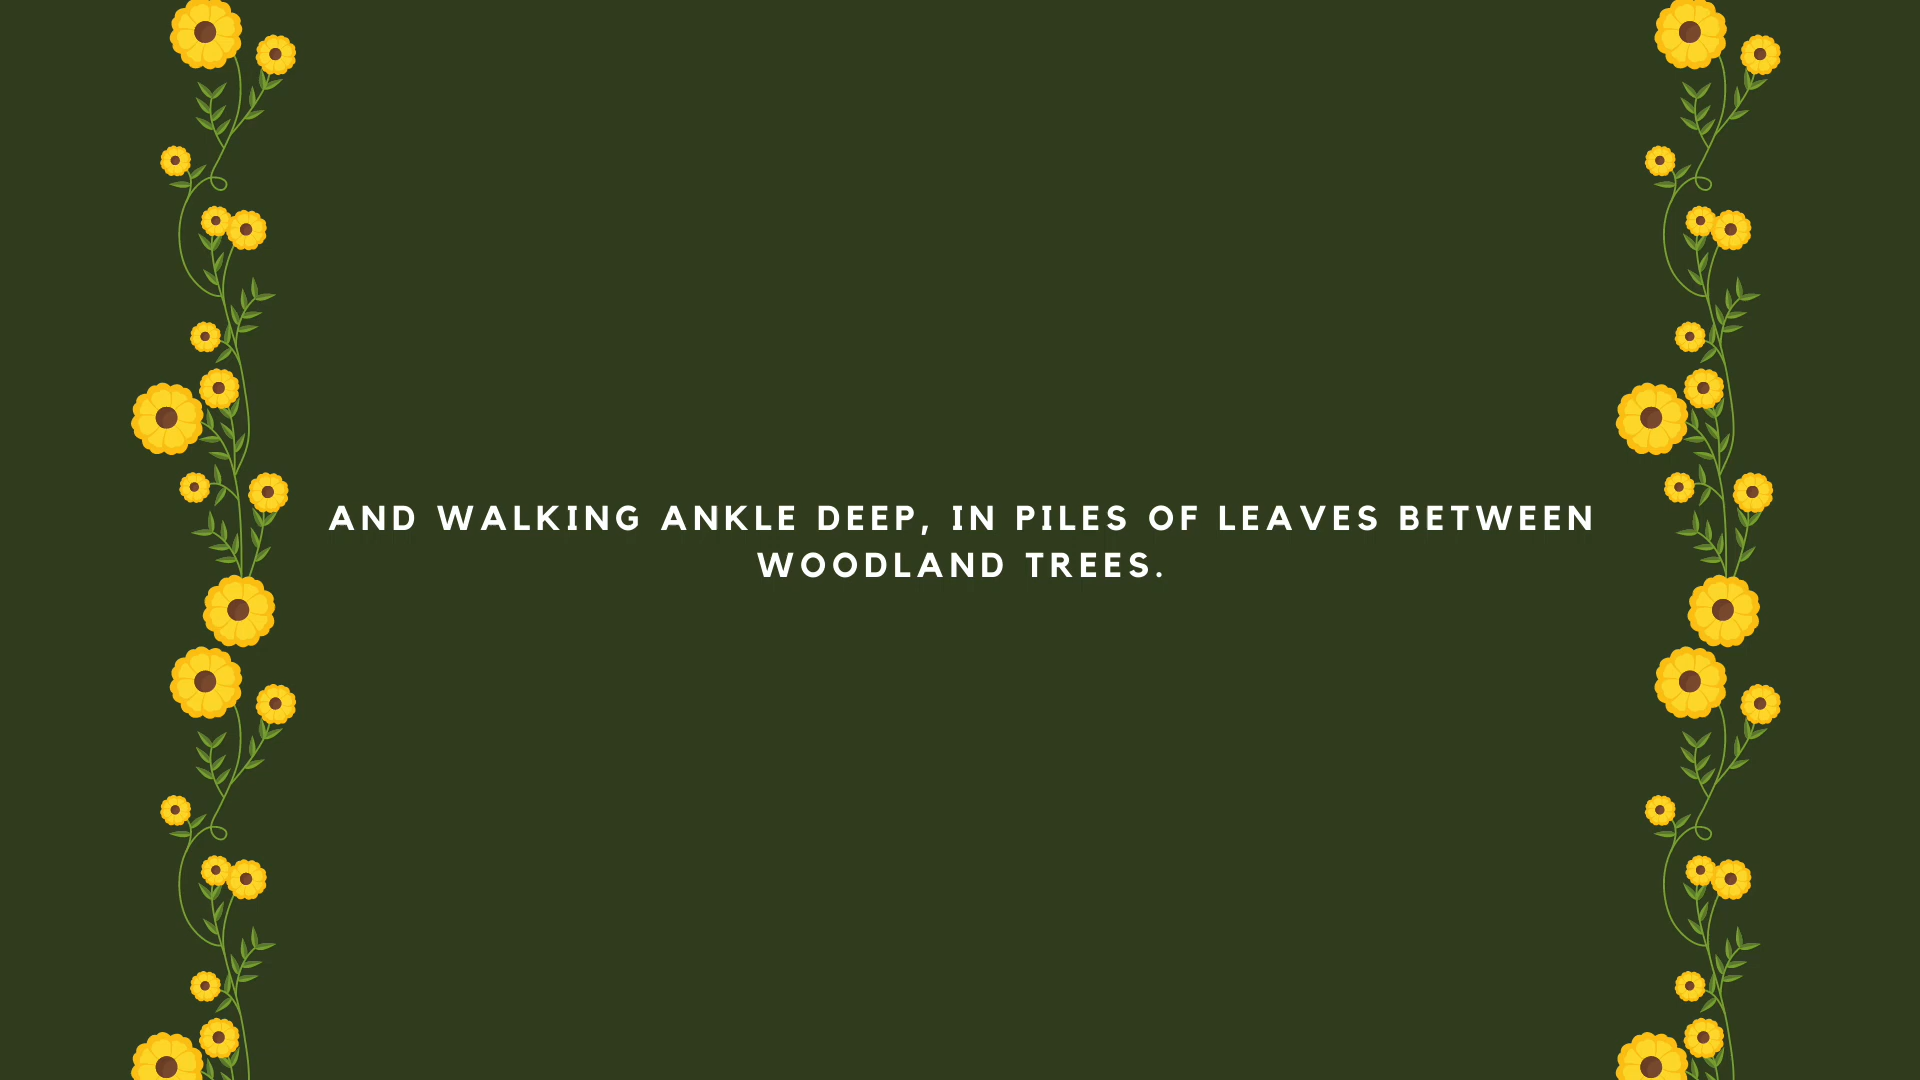 AND WALKING ANKLE DEEP, IN PILES OF LEAVES BETWEEN
WOODLAND TREES.